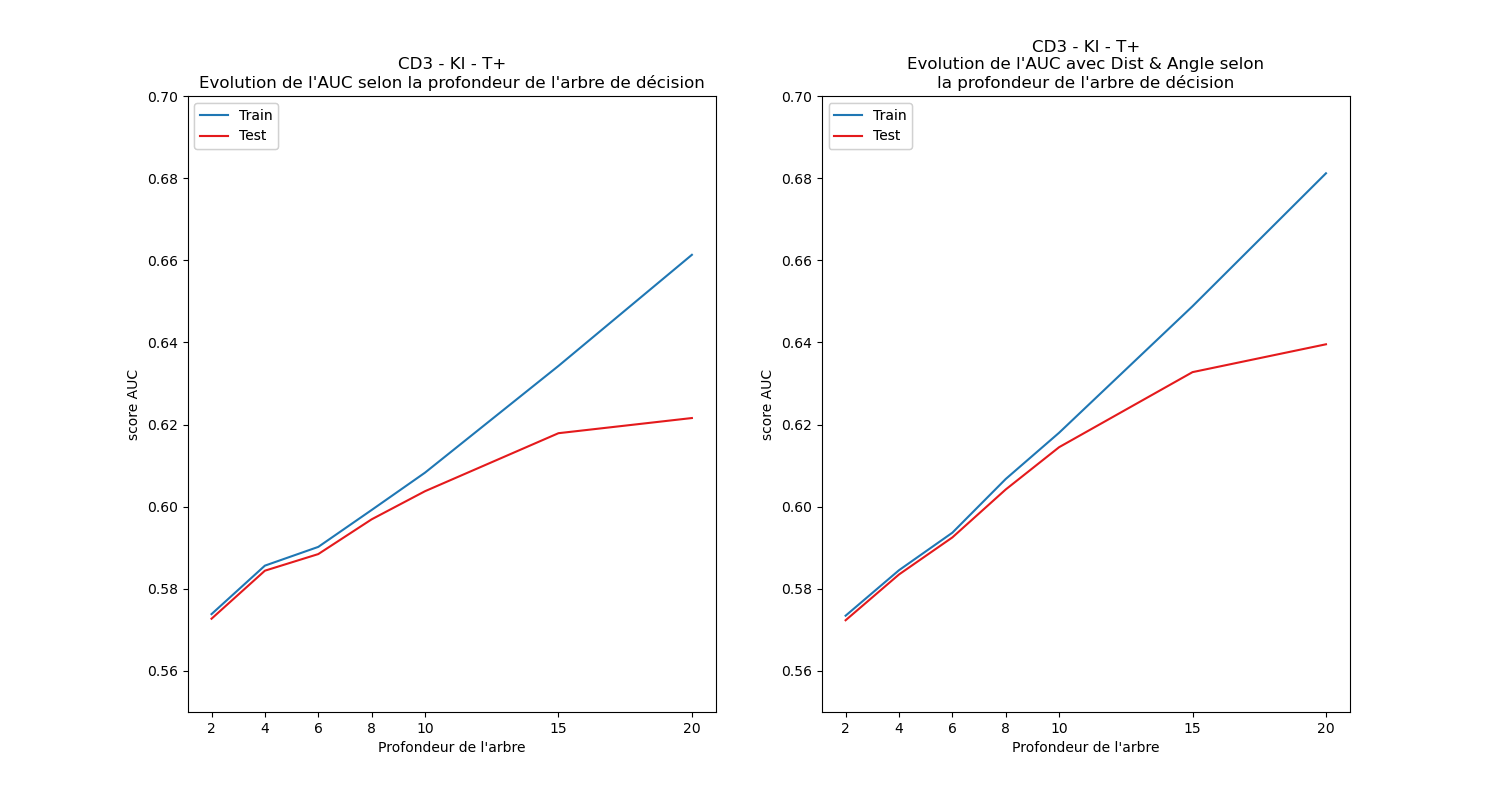 CD3 - KI - T+
Evolution de l'AUC selon la profondeur de l'arbre de décision
0.70
0.68
0.66
0.64
0.62
0.60
0.58
0.56
score AUC
Train
Test
2 4 6 8 10 15 20
Profondeur de l'arbre
CD3 - KI - T+
Evolution de l'AUC avec Dist & Angle selon
la profondeur de l'arbre de décision
0.70
0.68
0.66
0.64
0.62
0.60
0.58
0.56
score AUC
Train
Test
2 4 6 8 10 15 20
Profondeur de l'arbre